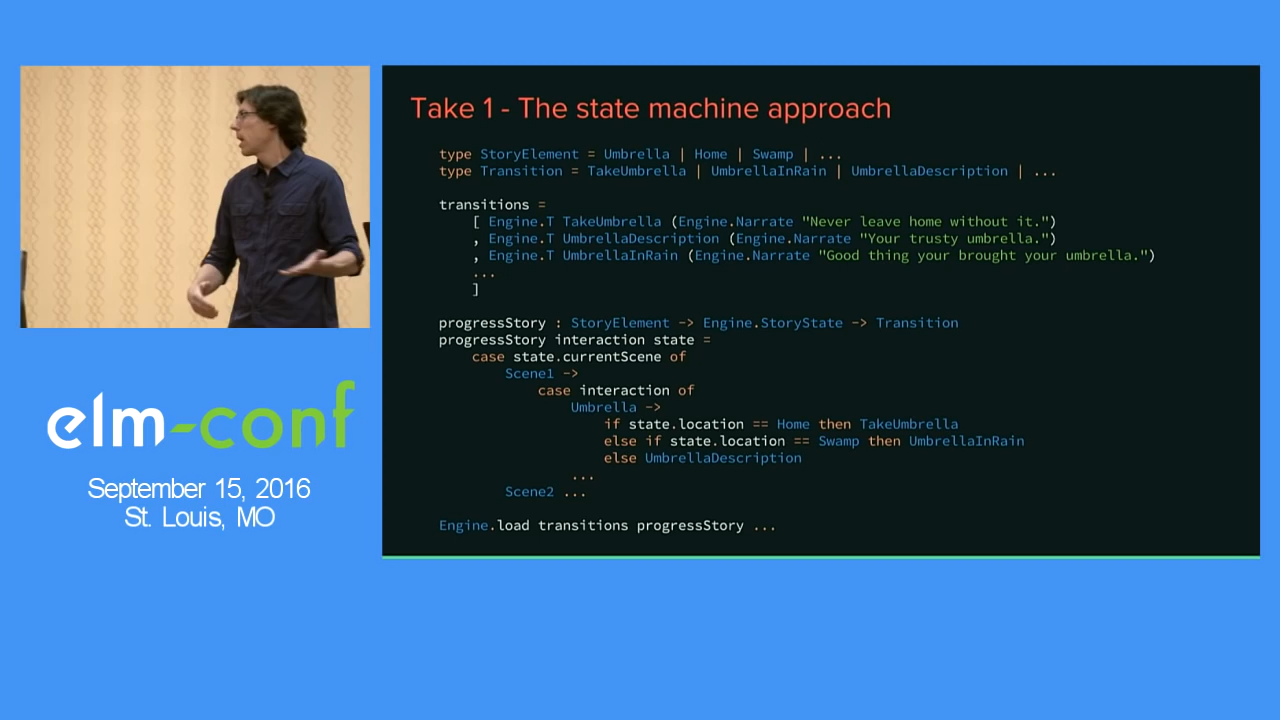 Take 1 - The state machine approach
type StoryElement = Umbrella | Home | Swamp | ...
type Transition = TakeUmbrella | UmbrellaInRain | UmbrellaDescription | ...
transitions =
[ Engine.T TakeUmbrella (Engine.Narrate "Never leave home without it.")
, Engine.T UmbrellaDescription (Engine.Narrate "Your trusty umbrella.")
, Engine.T UmbrellaInRain (Engine.Narrate "Good thing your brought your umbrella.")
...
]
progressStory : StoryElement -> Engine.StoryState -> Transition
progressStory interaction state =
case state.currentScene of
Scene1 ->
case interaction of
Umbrella ->
if state.location == Home then TakeUmbrella
else if state.location == Swamp then UmbrellaInRain
else UmbrellaDescription
...
Scene2 ...
Engine.load transitions progressStory ...
elm-conf
September 15, 2016
St. Louis, MO